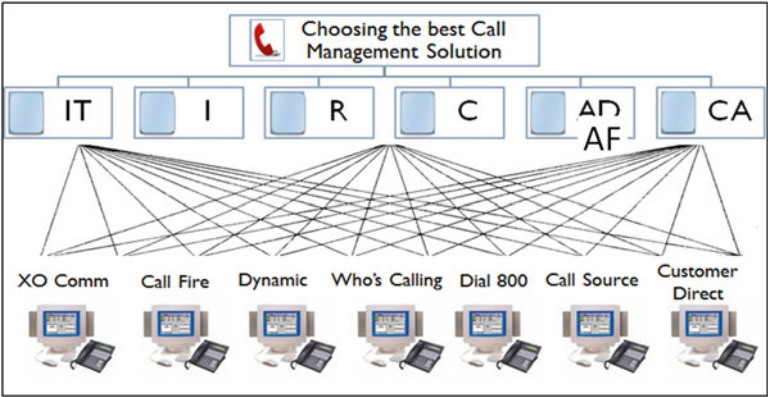 Choosing the best Call
Management Solution
IT
I
R
C
AD
AF
CA
XO Comm
Call Fire
Dynamic
Who's Calling
Dial 800
Call Source
Customer
Direct